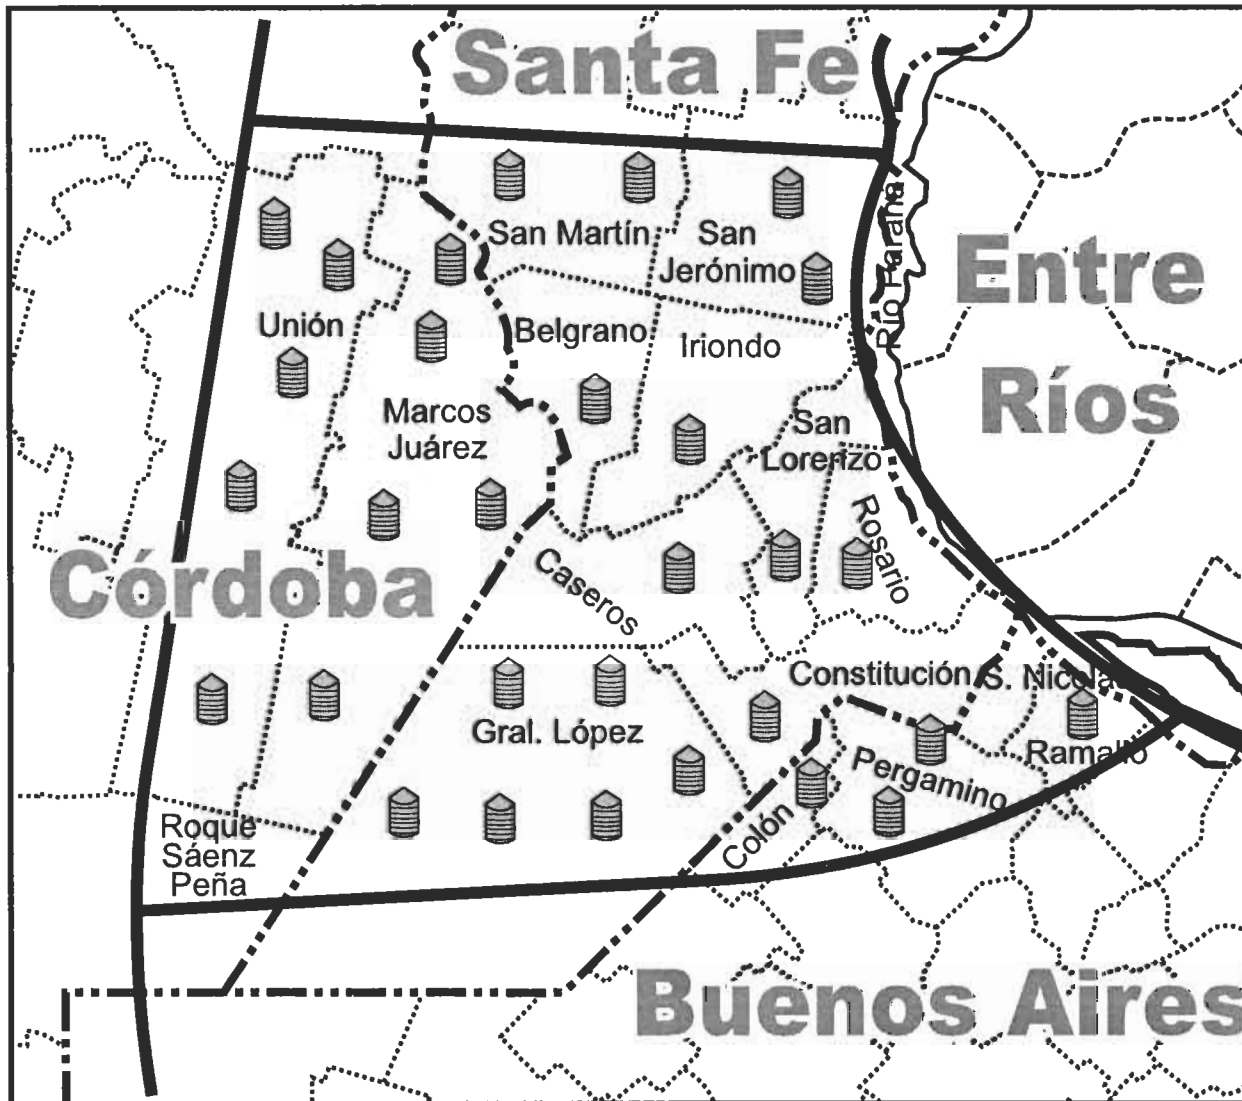 Santa Fe
San Martín
San
Jerónimo
Río Paraná
Entre
Ríos
Unión
Belgrano
Iriondo
Marcos
Juárez
San
Lorenzo
Rosario
Córdoba
Caseros
Constitución
S. Nicolás
Gral. López
Ramallo
Pergamino
Colón
Roque
Sáenz
Peña
Buenos Aires